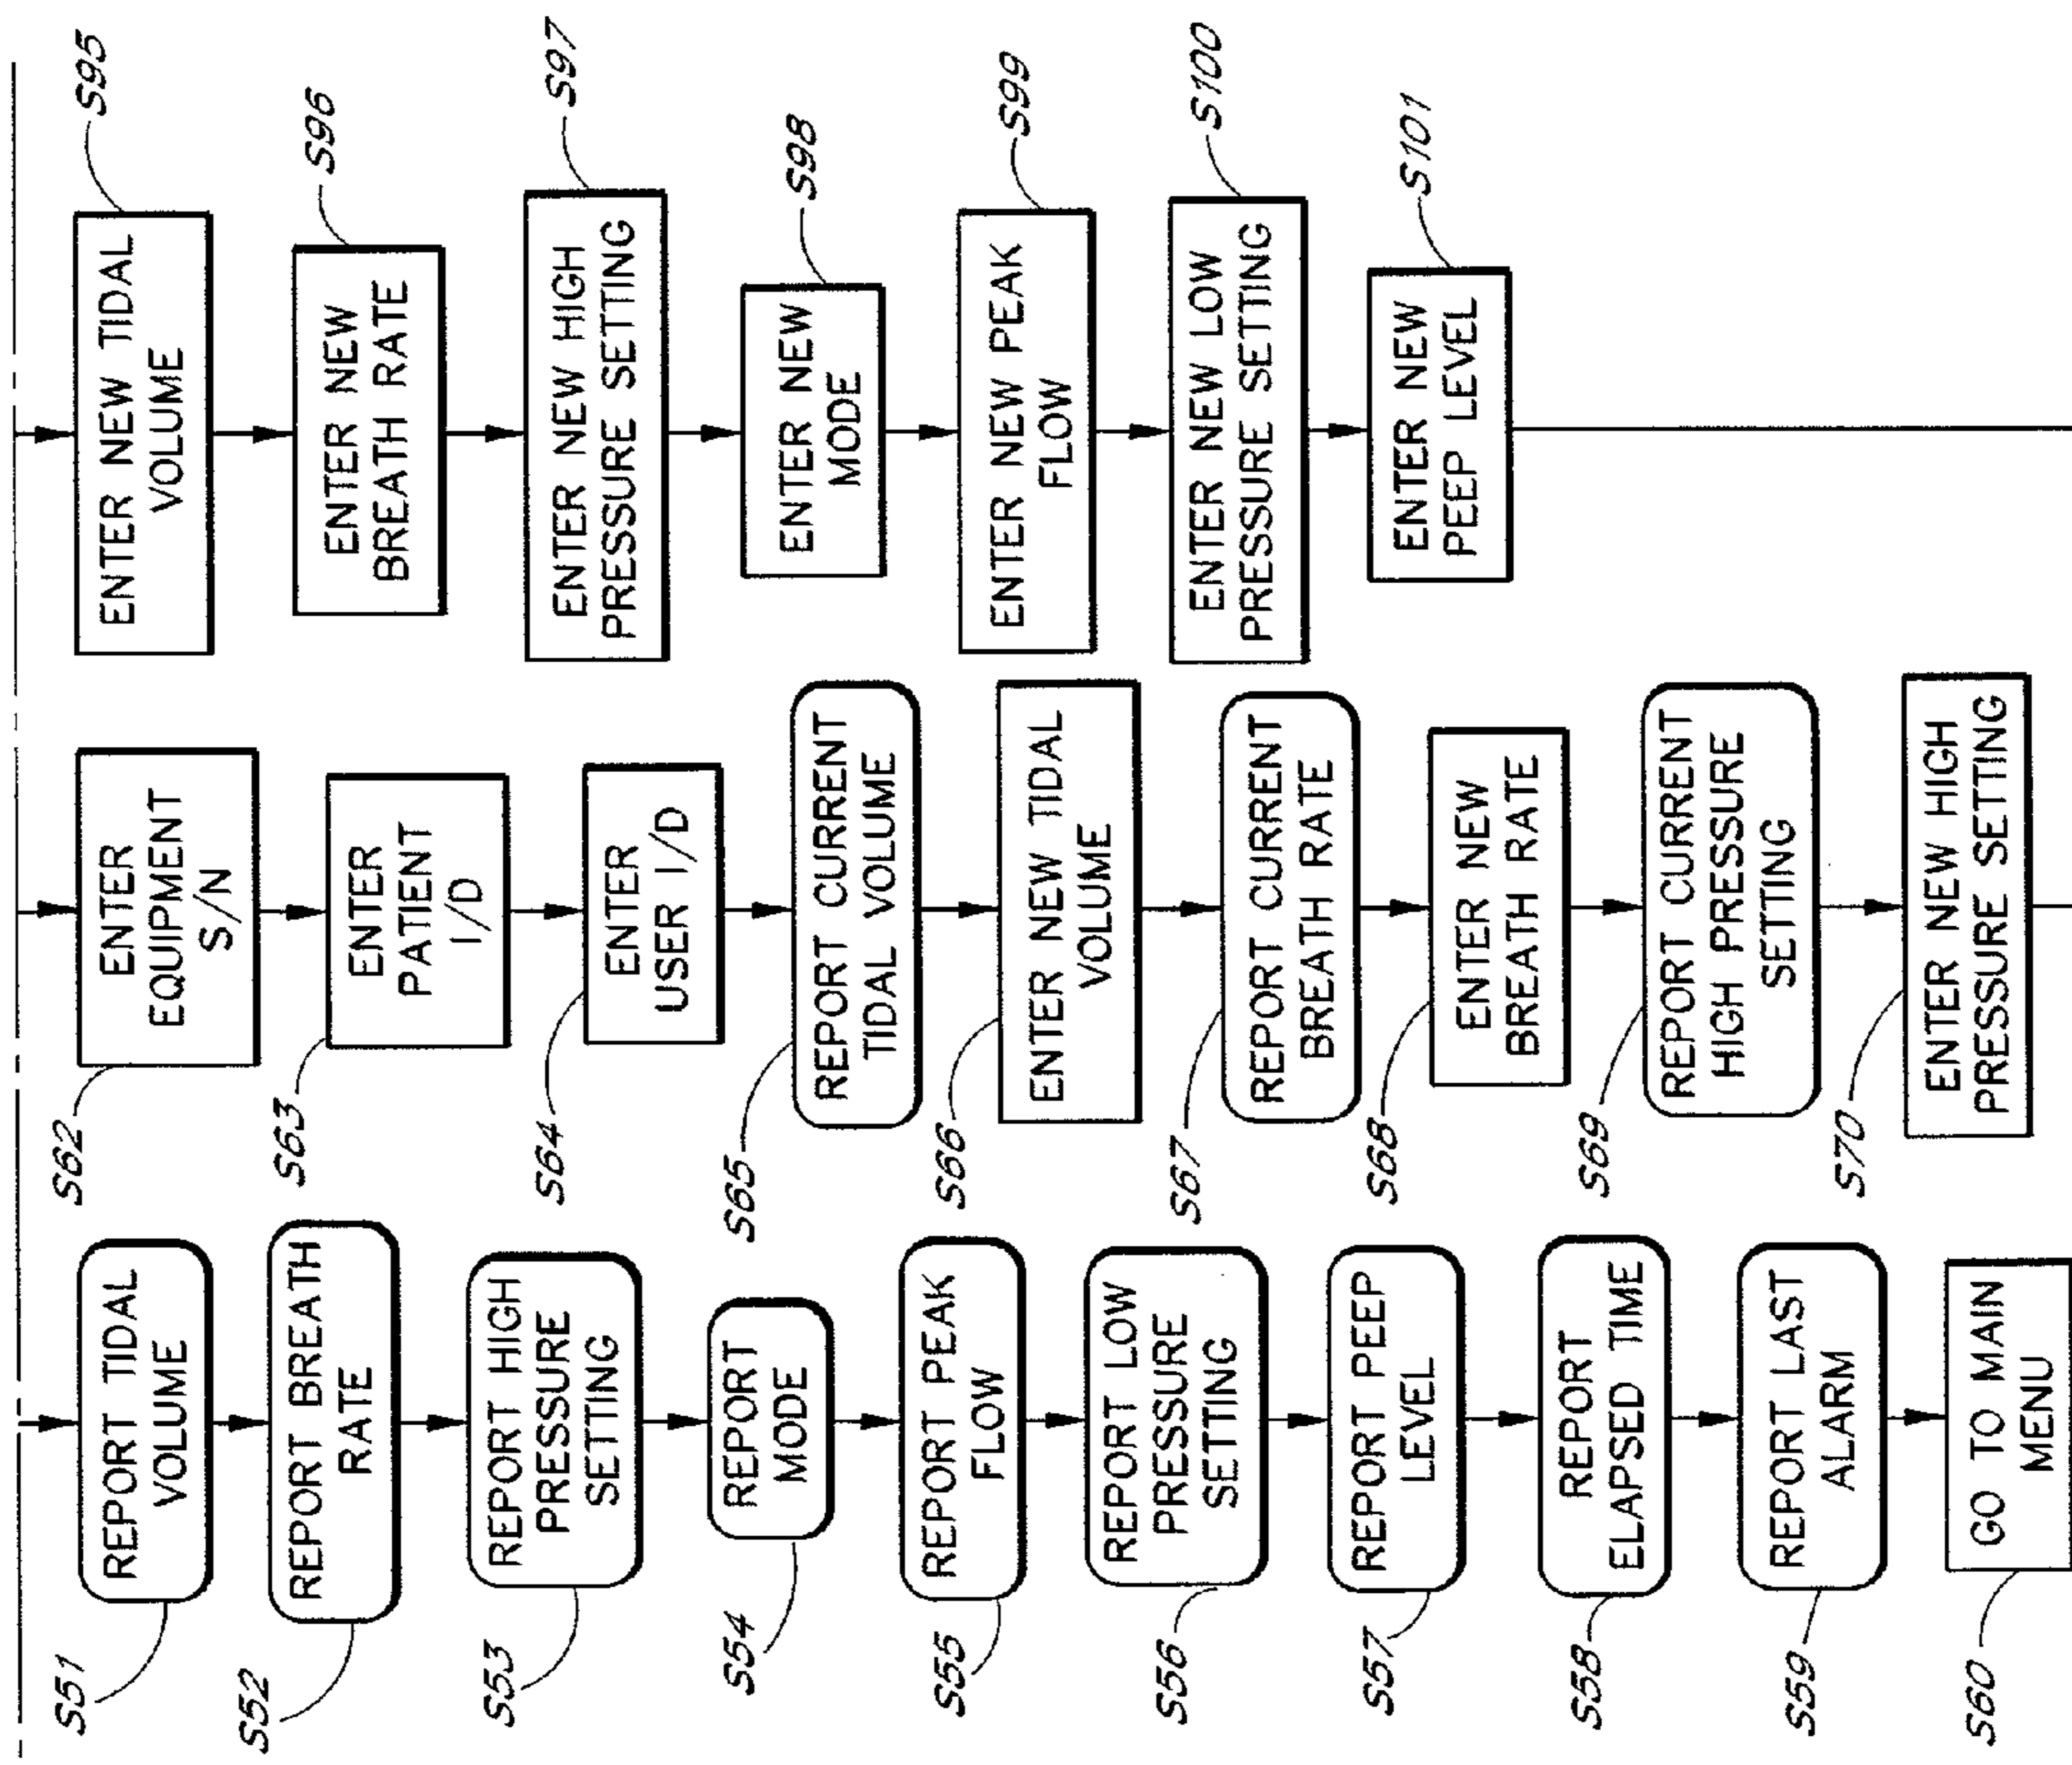 S51
REPORT TIDAL
VOLUME
S52
REPORT BREATH
RATE
S53
REPORT HIGH
PRESSURE
SETTING
S54
REPORT
MODE
S55
REPORT PEAK
FLOW
S56
REPORT LOW
PRESSURE
SETTING
S57
REPORT PEEP
LEVEL
S58
REPORT
ELAPSED TIME
S59
REPORT LAST
ALARM
S60
GO TO MAIN
MENU
S62
ENTER
EQUIPMENT
S/N
S63
ENTER
PATIENT
I/D
S64
ENTER
USER I/D
S65
REPORT CURRENT
TIDAL VOLUME
S66
ENTER NEW TIDAL
VOLUME
S67
REPORT CURRENT
BREATH RATE
S68
ENTER NEW
BREATH RATE
S69
REPORT CURRENT
HIGH PRESSURE
SETTING
S70
ENTER NEW HIGH
PRESSURE SETTING
ENTER NEW TIDAL
VOLUME
S95
ENTER NEW
BREATH RATE
S96
ENTER NEW HIGH
PRESSURE SETTING
S97
ENTER NEW
MODE
S98
ENTER NEW PEAK
FLOW
S99
ENTER NEW LOW
PRESSURE SETTING
S100
ENTER NEW
PEEP LEVEL
S101